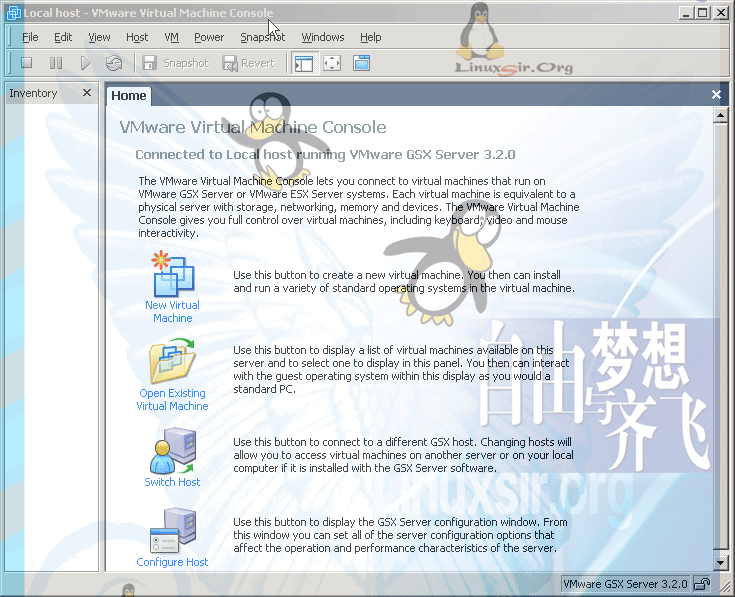 Local host - VMware Virtual Machine Console
File Edit View Host VM Power Snapshot Windows Help
Snapshot Revert
LinuxSir.Org
Inventory
Home
VMware Virtual Machine Console
Connected to Local host running VMware GSX Server 3.2.0
The VMware Virtual Machine Console lets you connect to virtual machines that run on
VMware GSX Server or VMware ESX Server systems. Each virtual machine is equivalent to a
physical server with storage, networking, memory and devices. The VMware Virtual Machine
Console gives you full control over virtual machines, including keyboard, video and mouse
interactivity.
New Virtual
Machine
Use this button to create a new virtual machine. You then can install
and run a variety of standard operating systems in the virtual machine.
Open Existing
Virtual Machine
Use this button to display a list of virtual machines available on this
server and to select one to display in this panel. You then can interact
with the guest operating system within this display as you would a
standard PC.
自由与
梦想
齐飞
Switch Host
Use this button to connect to a different GSX host. Changing hosts will
allow you to access virtual machines on another server or on your local
computer if it is installed with the GSX Server software.
Linuxsir.org
Configure Host
Use this button to display the GSX Server configuration window. From
this window you can set all of the server configuration options that
affect the operation and performance characteristics of the server.
VMware GSX Server 3.2.0